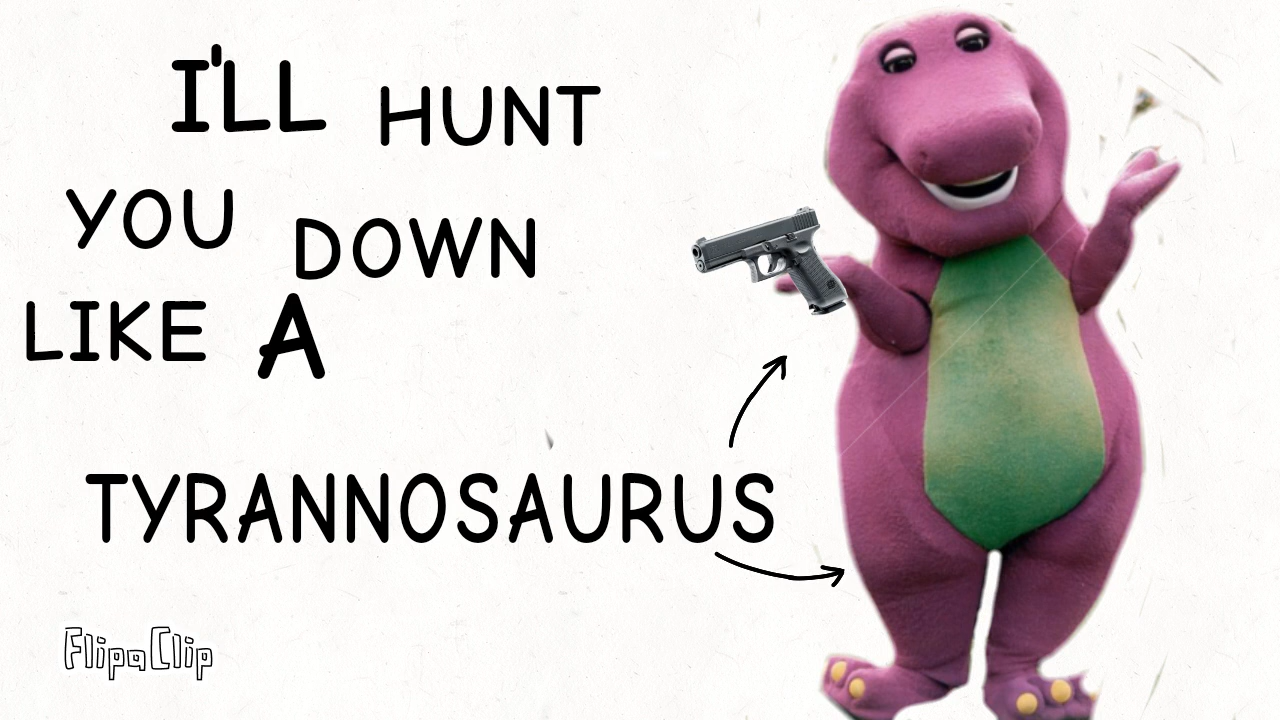 I'LL HUNT
YOU DOWN
LIKE A
TYRANNOSAURUS
FlipaClip